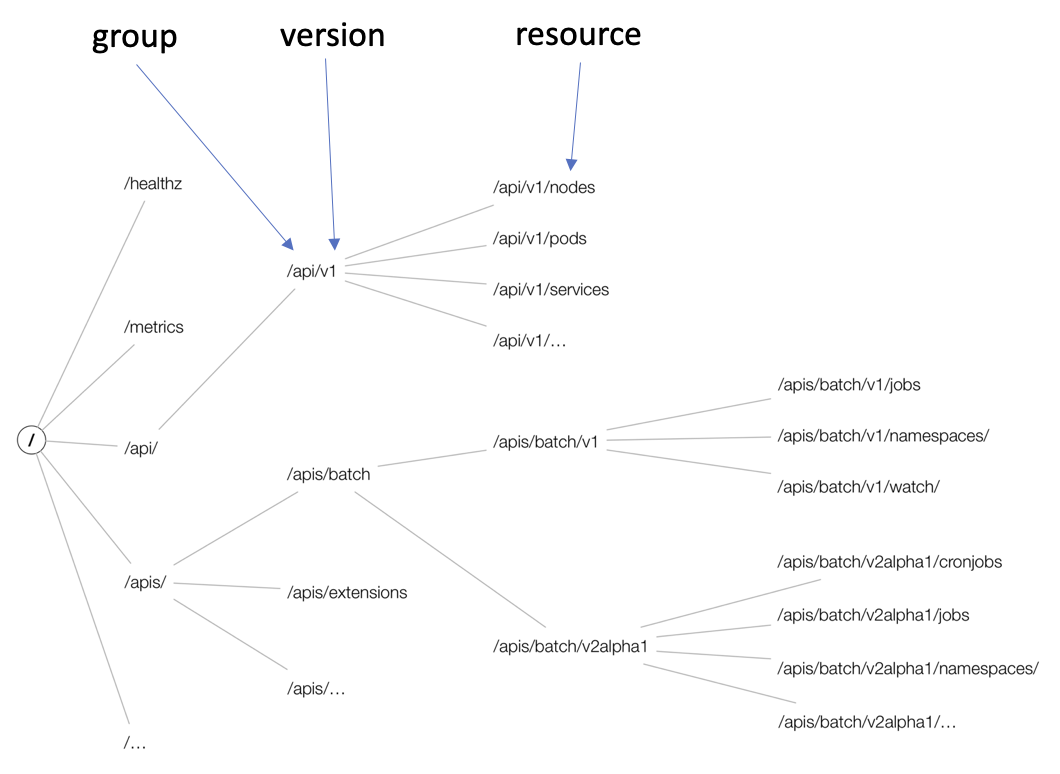 group
version
resource
/healthz
/metrics
/
/api/
/apis/
/…
/api/v1
/apis/batch
/apis/extensions
/apis/…
/api/v1/nodes
/api/v1/pods
/api/v1/services
/api/v1/…
/apis/batch/v1
/apis/batch/v2alpha1
/apis/batch/v1/jobs
/apis/batch/v1/namespaces/
/apis/batch/v1/watch/
/apis/batch/v2alpha1/cronjobs
/apis/batch/v2alpha1/jobs
/apis/batch/v2alpha1/namespaces/
/apis/batch/v2alpha1/…